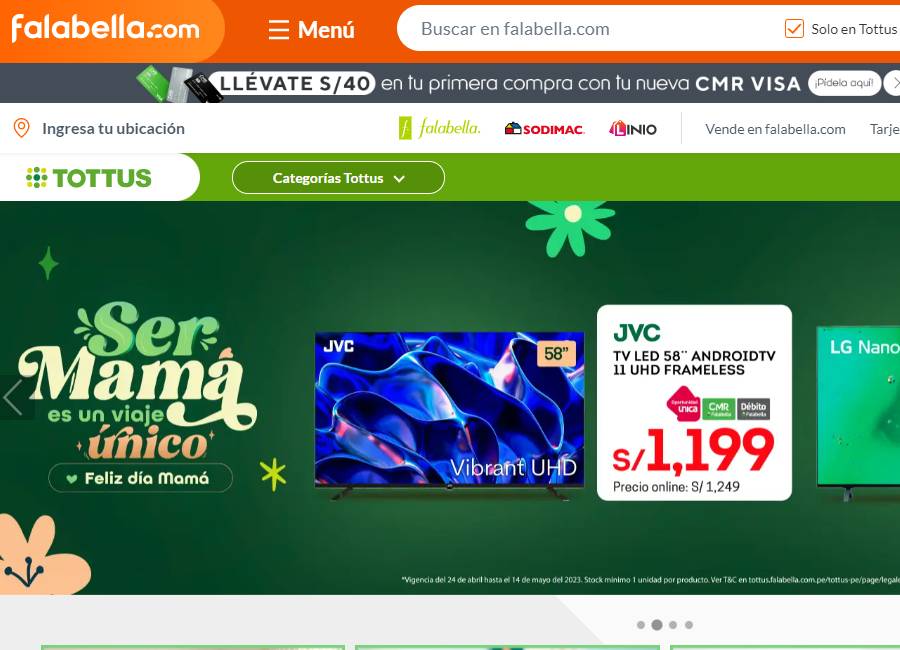 falabella.com
Menú
Buscar en falabella.com
Solo en Tottus
LLÉVATE S/40 en tu primera compra con tu nueva CMR VISA
¡Pídela aquí!
Ingresa tu ubicación
falabella.
SODIMAC.
LINIO
Vende en falabella.com
Tarje
TOTTUS
Categorías Tottus
Ser
Mamá
es un viaje
único
Feliz día Mamá
JVC
58"
Vibrant UHD
JVC
TV LED 58'' ANDROIDTV
11 UHD FRAMELESS
Oportunidad única
CMR
Débito
S/1,199
Precio online: S/ 1,249
LG Nano
*Vigencia del 24 de abril hasta el 14 de mayo del 2023. Stock mínimo 1 unidad por producto. Ver T&C en tottus.falabella.com.pe/tottus-pe/page/legale